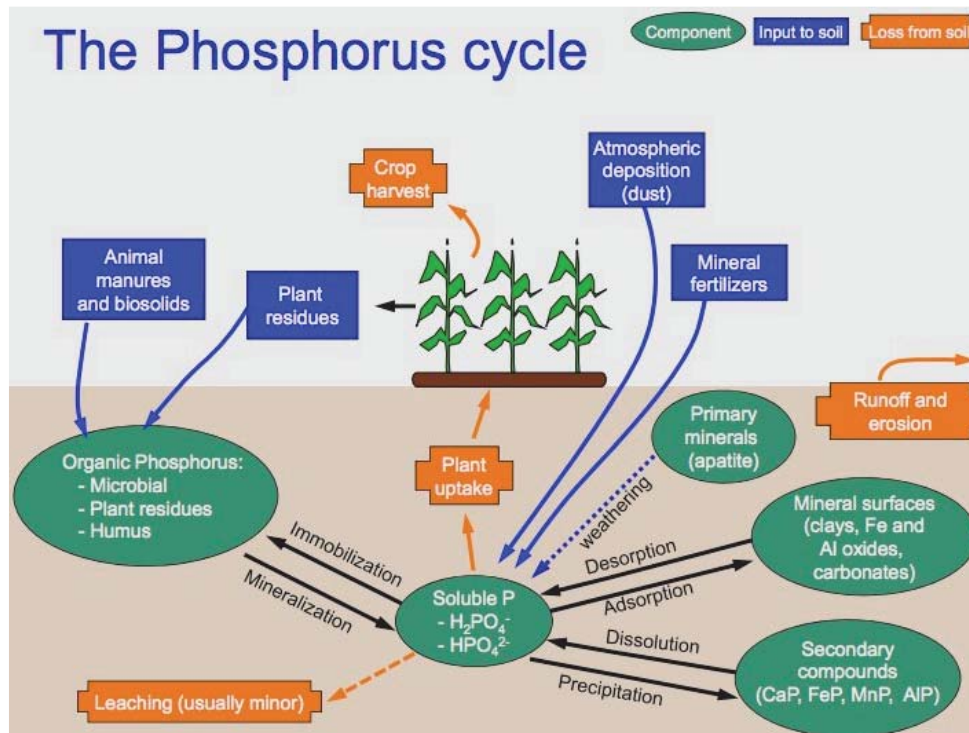 The Phosphorus cycle
Component
Input to soil
Loss from soil
Atmospheric
deposition
(dust)
Crop
harvest
Animal
manures
and biosolids
Plant
residues
Mineral
fertilizers
Runoff and
erosion
Primary
minerals
(apatite)
Plant
uptake
Organic Phosphorus:
- Microbial
- Plant residues
- Humus
weathering
Mineral surfaces
(clays, Fe and
Al oxides,
carbonates)
Immobilization
Mineralization
Desorption
Adsorption
Soluble P
- H₂PO₄⁻
- HPO₄²⁻
Dissolution
Precipitation
Secondary
compounds
(CaP, FeP, MnP, AlP)
Leaching (usually minor)